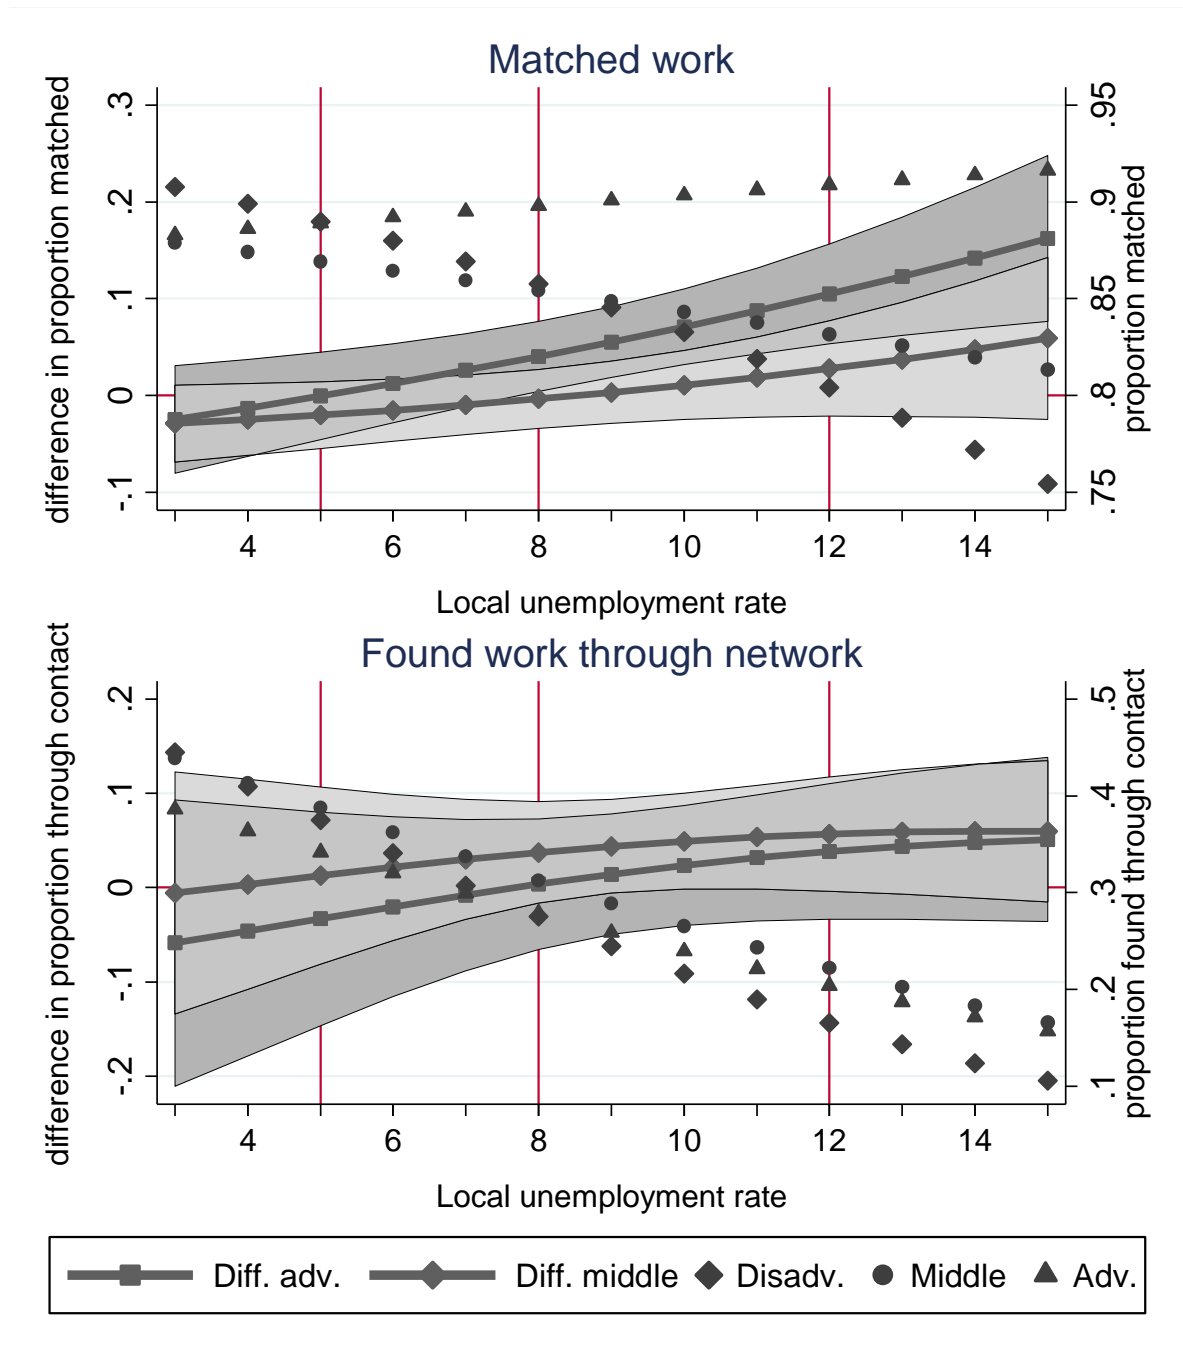 Matched work
difference in proportion matched
.3
.2
.1
0
-.1
.95
.9
.85
.8
.75
proportion matched
4 6 8 10 12 14
Local unemployment rate
Found work through network
difference in proportion through contact
.2
.1
0
-.1
-.2
.5
.4
.3
.2
.1
proportion found through contact
4 6 8 10 12 14
Local unemployment rate
Diff. adv. Diff. middle Disadv. Middle Adv.